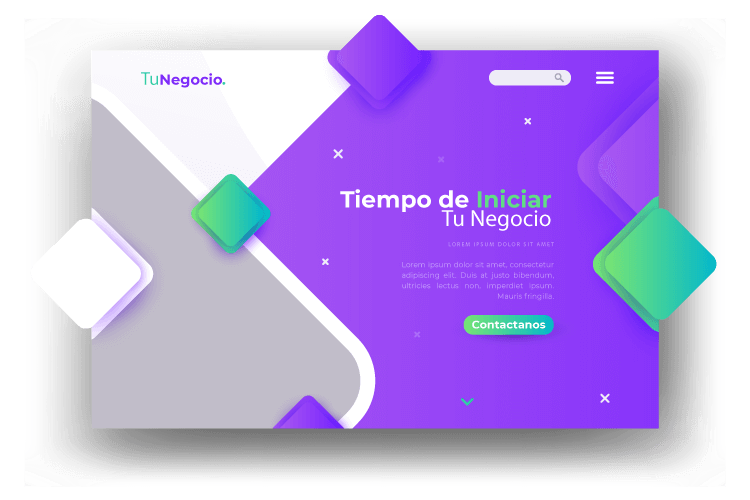 TuNegocio.
Tiempo de Iniciar
Tu Negocio
LOREM IPSUM DOLOR SIT AMET
Lorem ipsum dolor sit amet, consectetur
adipiscing elit. Duis at justo bibendum,
ultricies lectus non, imperdiet ipsum.
Mauris fringilla.
Contactanos